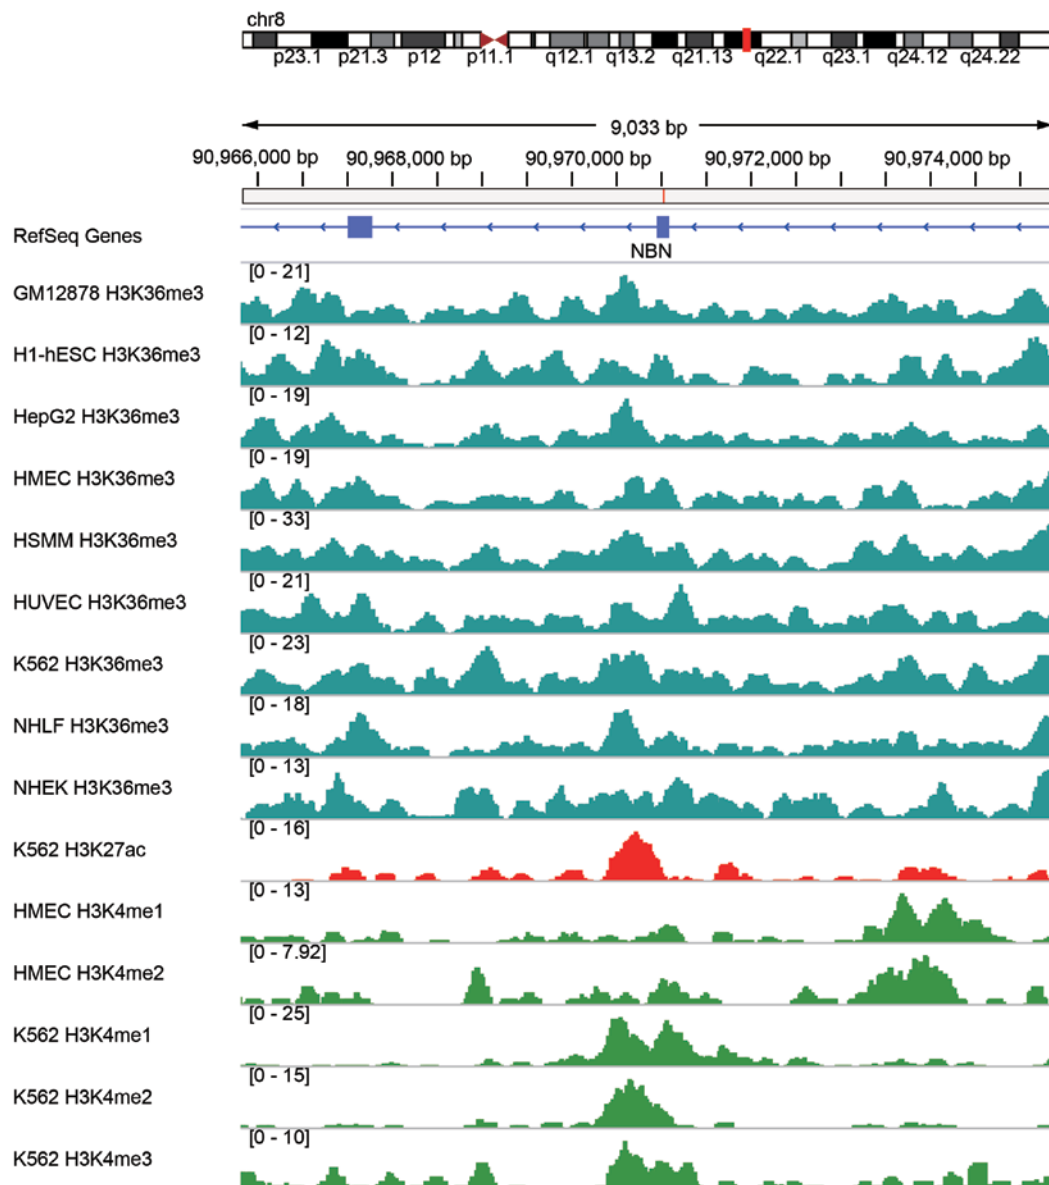 chr8
p23.1 p21.3 p12 p11.1 q12.1 q13.2 q21.13 q22.1 q23.1 q24.12 q24.22
9,033 bp
90,966,000 bp 90,968,000 bp 90,970,000 bp 90,972,000 bp 90,974,000 bp
RefSeq Genes
NBN
[0 - 21]
GM12878 H3K36me3
[0 - 12]
H1-hESC H3K36me3
[0 - 19]
HepG2 H3K36me3
[0 - 19]
HMEC H3K36me3
[0 - 33]
HSMM H3K36me3
[0 - 21]
HUVEC H3K36me3
[0 - 23]
K562 H3K36me3
[0 - 18]
NHLF H3K36me3
[0 - 13]
NHEK H3K36me3
[0 - 16]
K562 H3K27ac
[0 - 13]
HMEC H3K4me1
[0 - 7.92]
HMEC H3K4me2
[0 - 25]
K562 H3K4me1
[0 - 15]
K562 H3K4me2
[0 - 10]
K562 H3K4me3